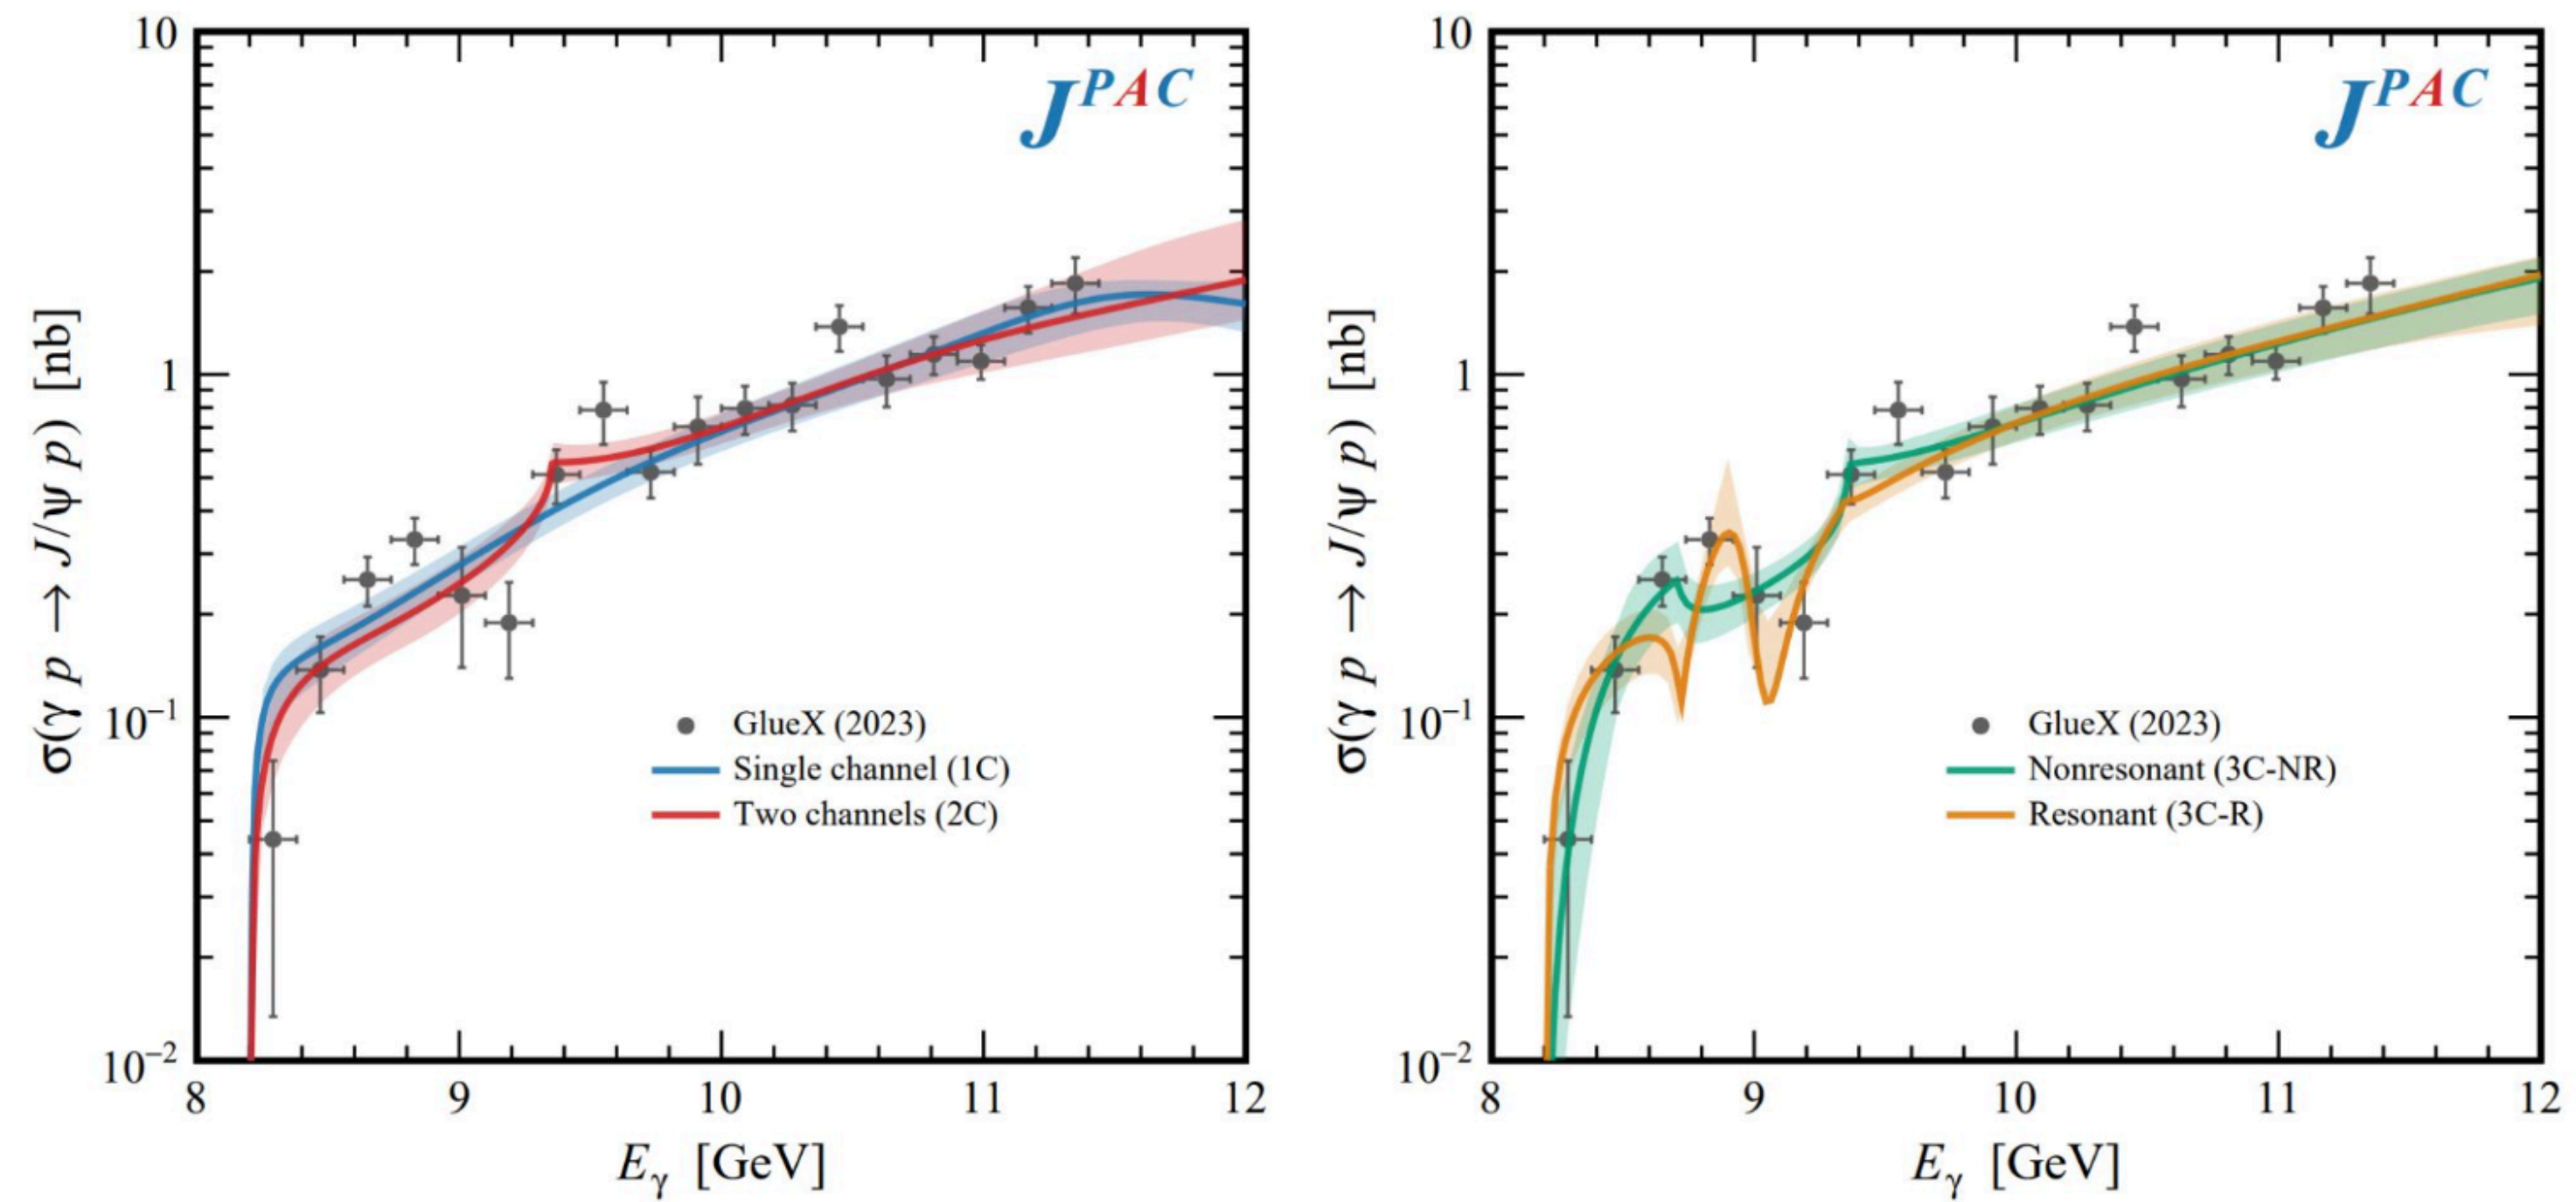 J^PAC
σ(γ p → J/ψ p) [nb]
10
1
10⁻¹
10⁻²
GlueX (2023)
Single channel (1C)
Two channels (2C)
8 9 10 11 12
E_γ [GeV]
J^PAC
σ(γ p → J/ψ p) [nb]
10
1
10⁻¹
10⁻²
GlueX (2023)
Nonresonant (3C-NR)
Resonant (3C-R)
8 9 10 11 12
E_γ [GeV]